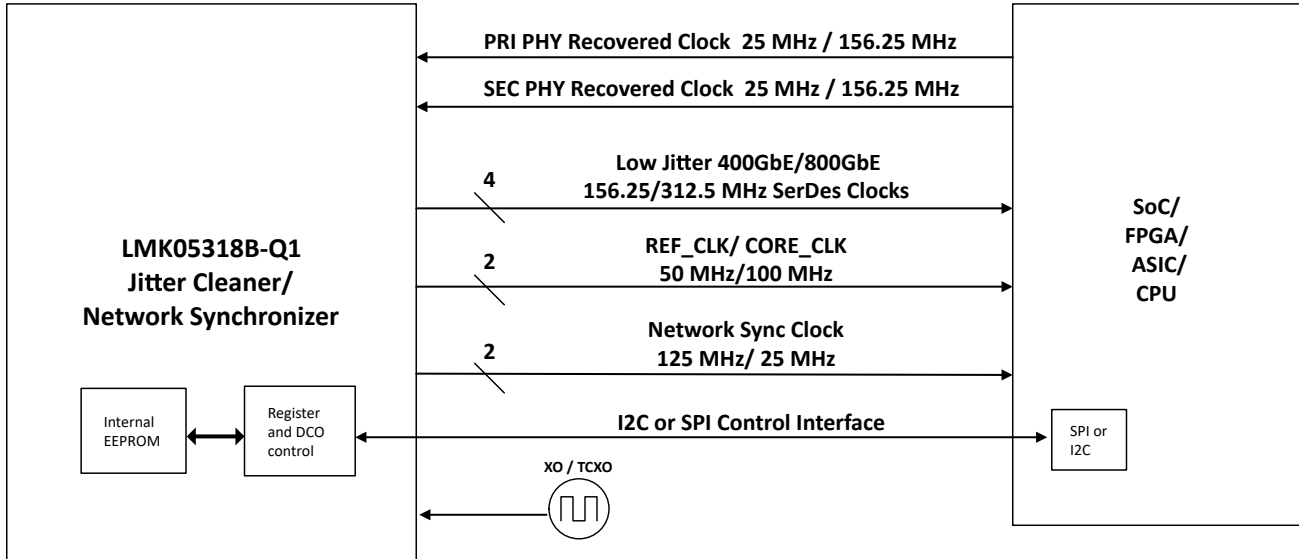 PRI PHY Recovered Clock 25 MHz / 156.25 MHz
SEC PHY Recovered Clock 25 MHz / 156.25 MHz
4
Low Jitter 400GbE/800GbE
156.25/312.5 MHz SerDes Clocks
LMK05318B-Q1
Jitter Cleaner/
Network Synchronizer
2
REF_CLK/ CORE_CLK
50 MHz/100 MHz
SoC/
FPGA/
ASIC/
CPU
2
Network Sync Clock
125 MHz/ 25 MHz
Internal
EEPROM
Register
and DCO
control
I2C or SPI Control Interface
SPI or
I2C
XO / TCXO